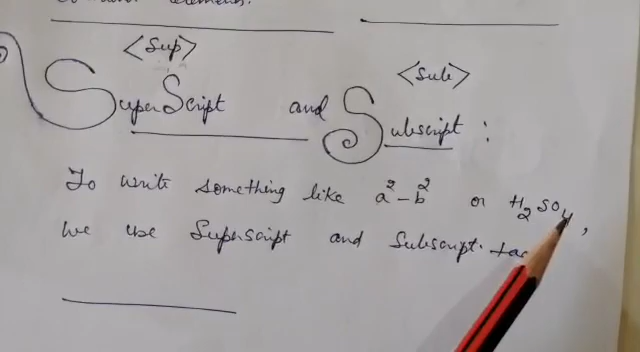 <Sup>
<Sub>
SuperScript and Subscript :
To write something like a² – b² or H₂SO₄,
we use Superscript and Subscript